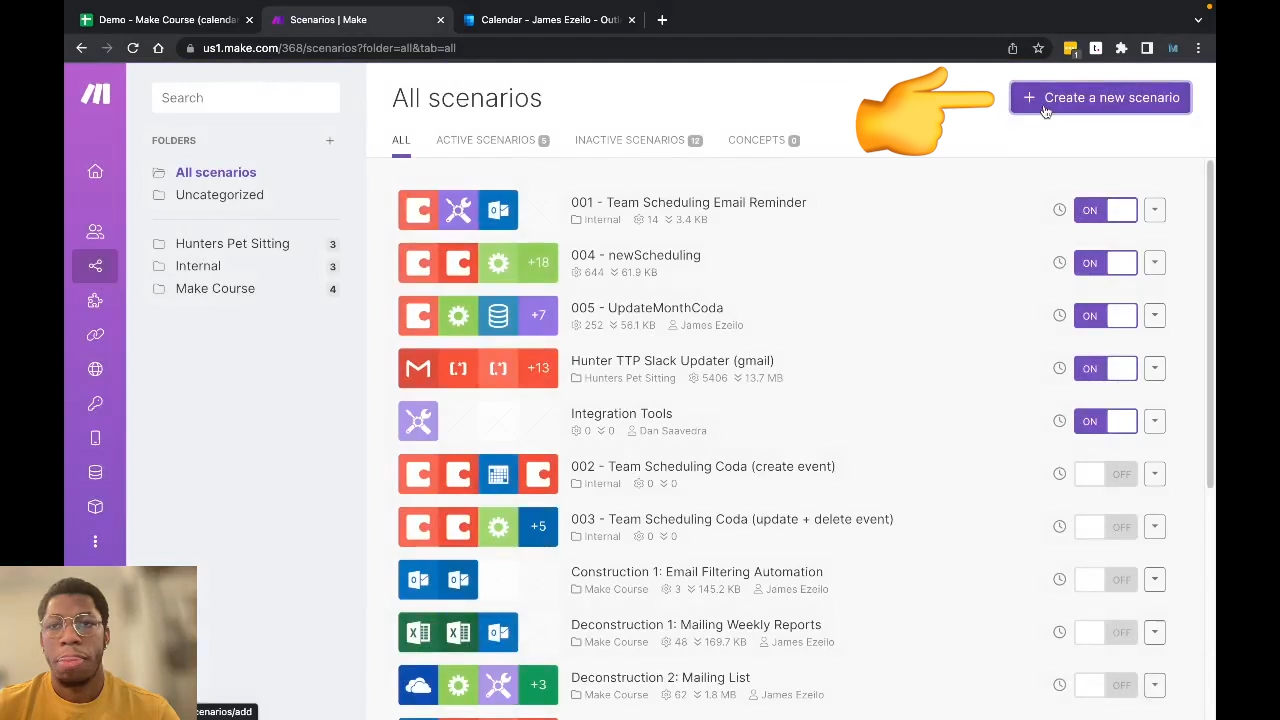 Demo - Make Course (calenda
Scenarios | Make
Calendar - James Ezeilo - Outl
us1.make.com/368/scenarios?folder=all&tab=all
1
Search
All scenarios
+ Create a new scenario
FOLDERS
ALL
ACTIVE SCENARIOS 5
INACTIVE SCENARIOS 12
CONCEPTS 0
All scenarios
Uncategorized
Hunters Pet Sitting 3
Internal 3
Make Course 4
001 - Team Scheduling Email Reminder
Internal 14 3.4 KB
ON
+18
004 - newScheduling
644 61.9 KB
ON
+7
005 - UpdateMonthCoda
252 56.1 KB James Ezeilo
ON
+13
Hunter TTP Slack Updater (gmail)
Hunters Pet Sitting 5406 13.7 MB
ON
Integration Tools
0 0 Dan Saavedra
ON
002 - Team Scheduling Coda (create event)
Internal 0 0
OFF
+5
003 - Team Scheduling Coda (update + delete event)
Internal 0 0
OFF
Construction 1: Email Filtering Automation
Make Course 3 145.2 KB James Ezeilo
OFF
Deconstruction 1: Mailing Weekly Reports
Make Course 48 169.7 KB James Ezeilo
OFF
+3
Deconstruction 2: Mailing List
Make Course 62 1.8 MB James Ezeilo
OFF
cenarios/add